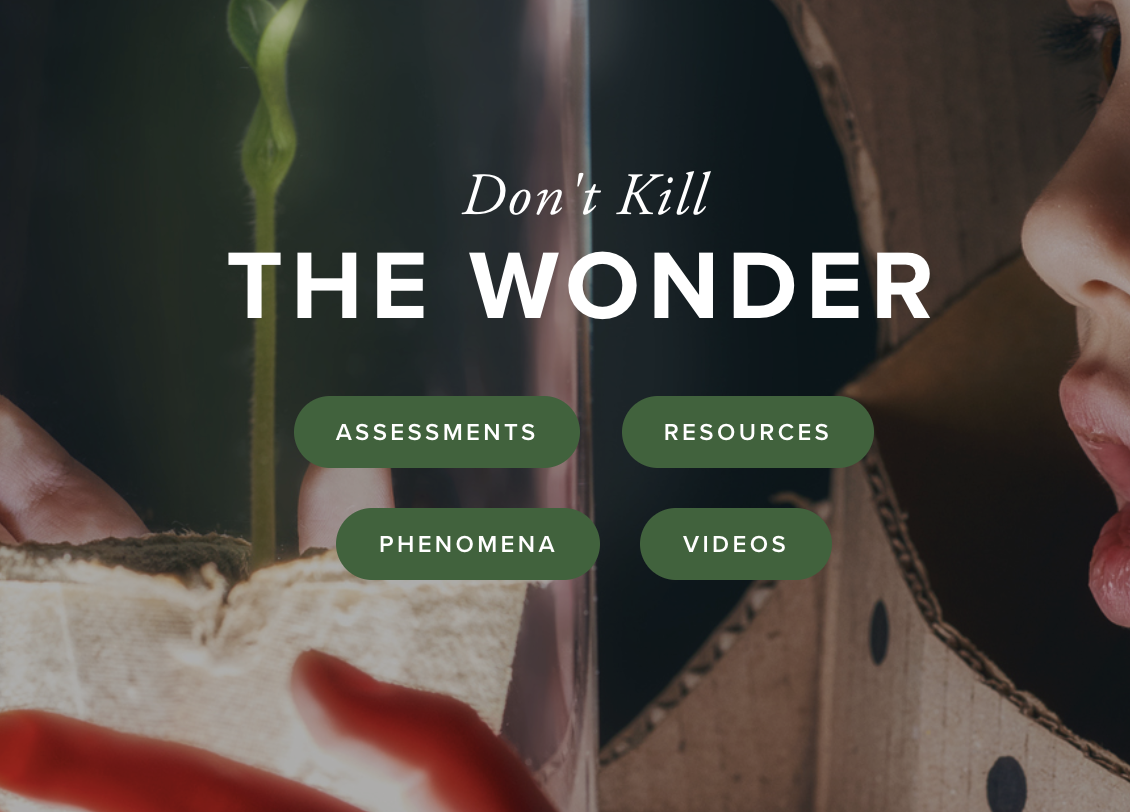 Don't Kill
THE WONDER
ASSESSMENTS
RESOURCES
PHENOMENA
VIDEOS